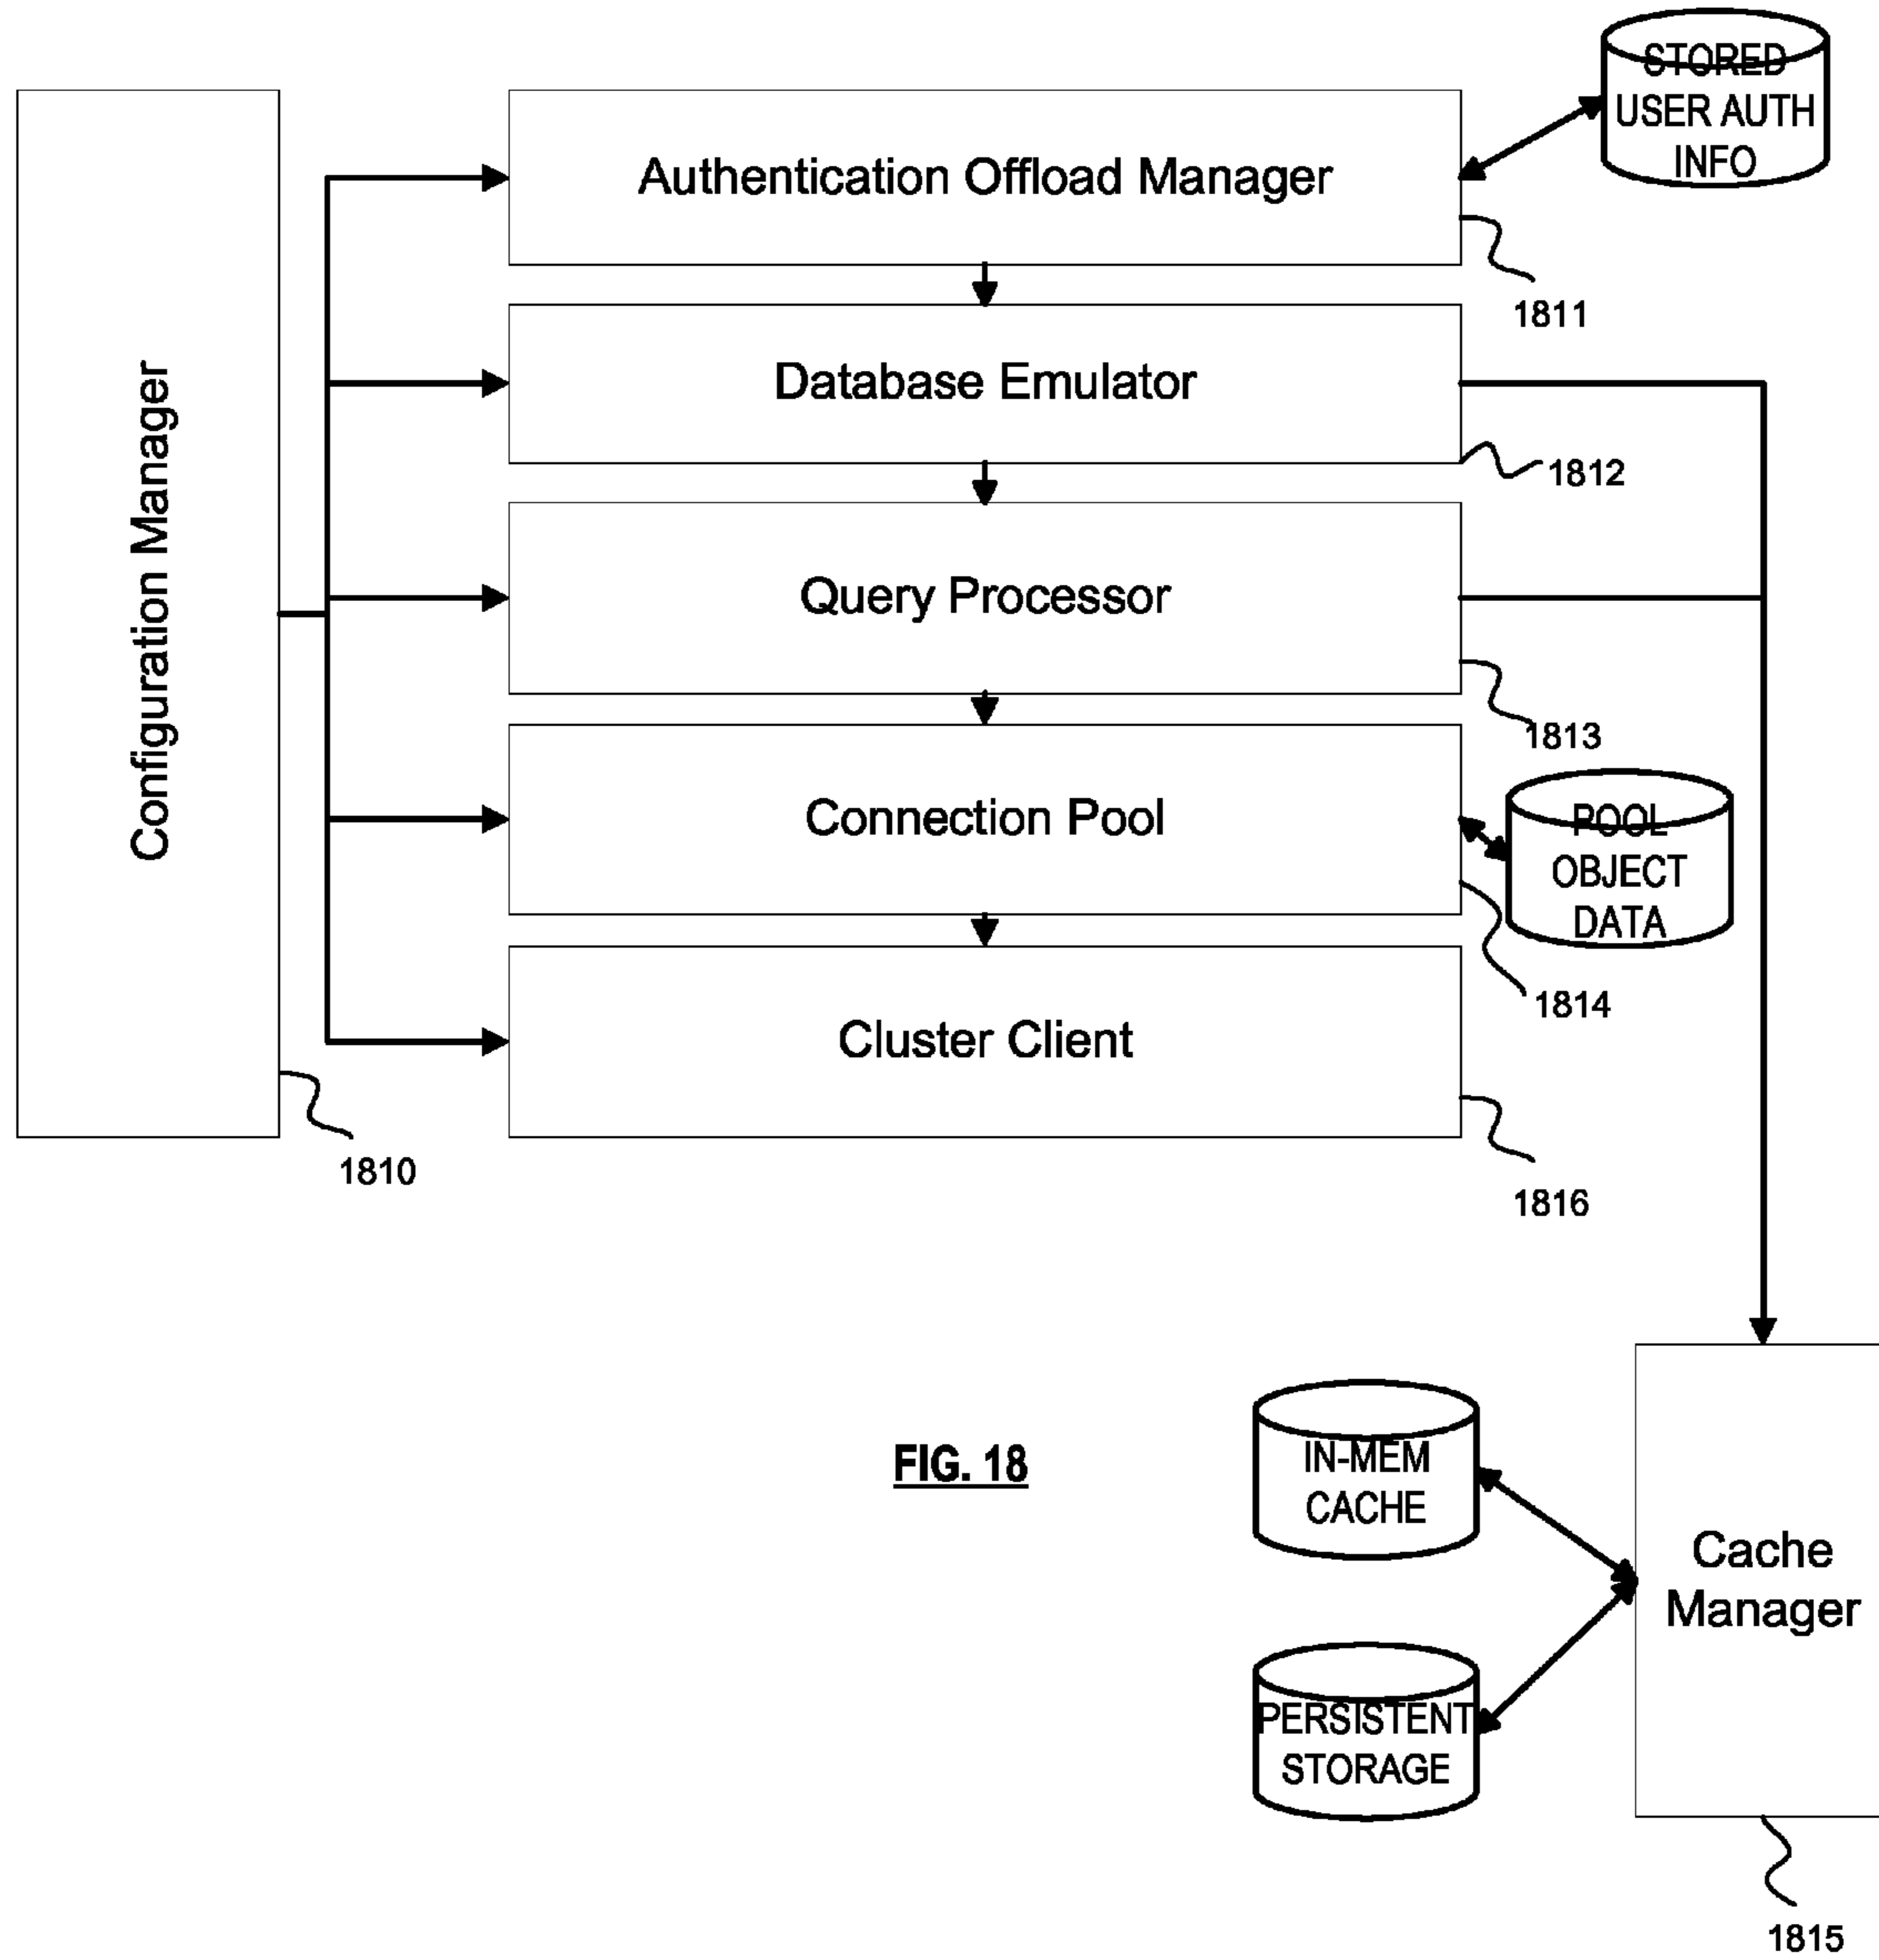 STORED
USER AUTH
INFO
Authentication Offload Manager
1811
Configuration Manager
Database Emulator
1812
Query Processor
1813
Connection Pool
POOL
OBJECT
DATA
1814
Cluster Client
1810
1816
FIG. 18
IN-MEM
CACHE
Cache
Manager
PERSISTENT
STORAGE
1815